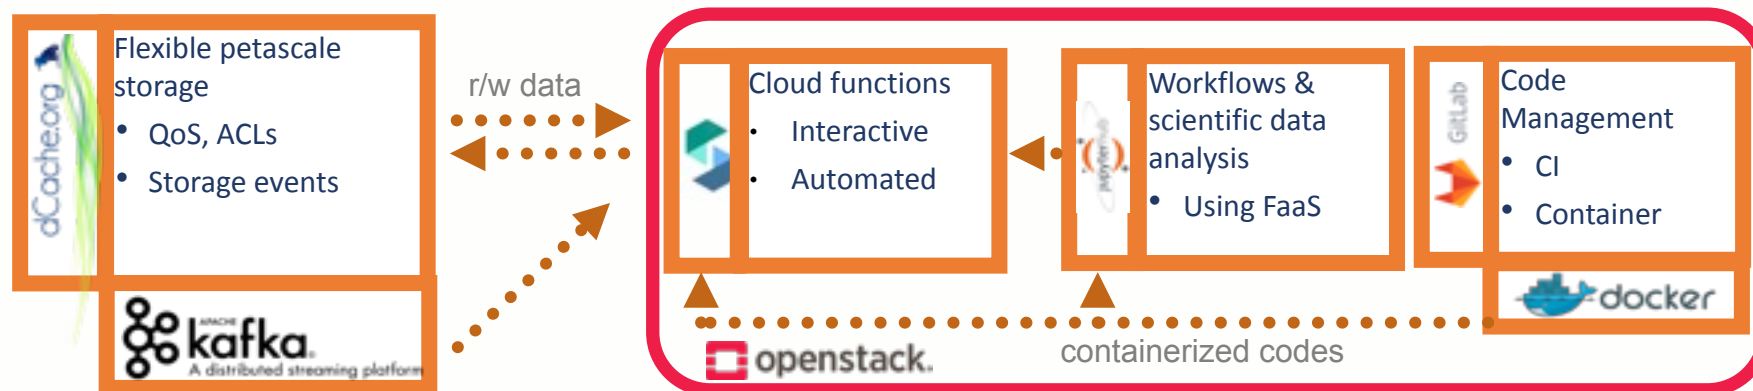 dCache.org
Flexible petascale
storage
• QoS, ACLs
• Storage events
APACHE
kafka.
A distributed streaming platform
r/w data
Cloud functions
• Interactive
• Automated
jupyterhub
Workflows &
scientific data
analysis
• Using FaaS
GitLab
Code
Management
• CI
• Container
docker
openstack.
containerized codes